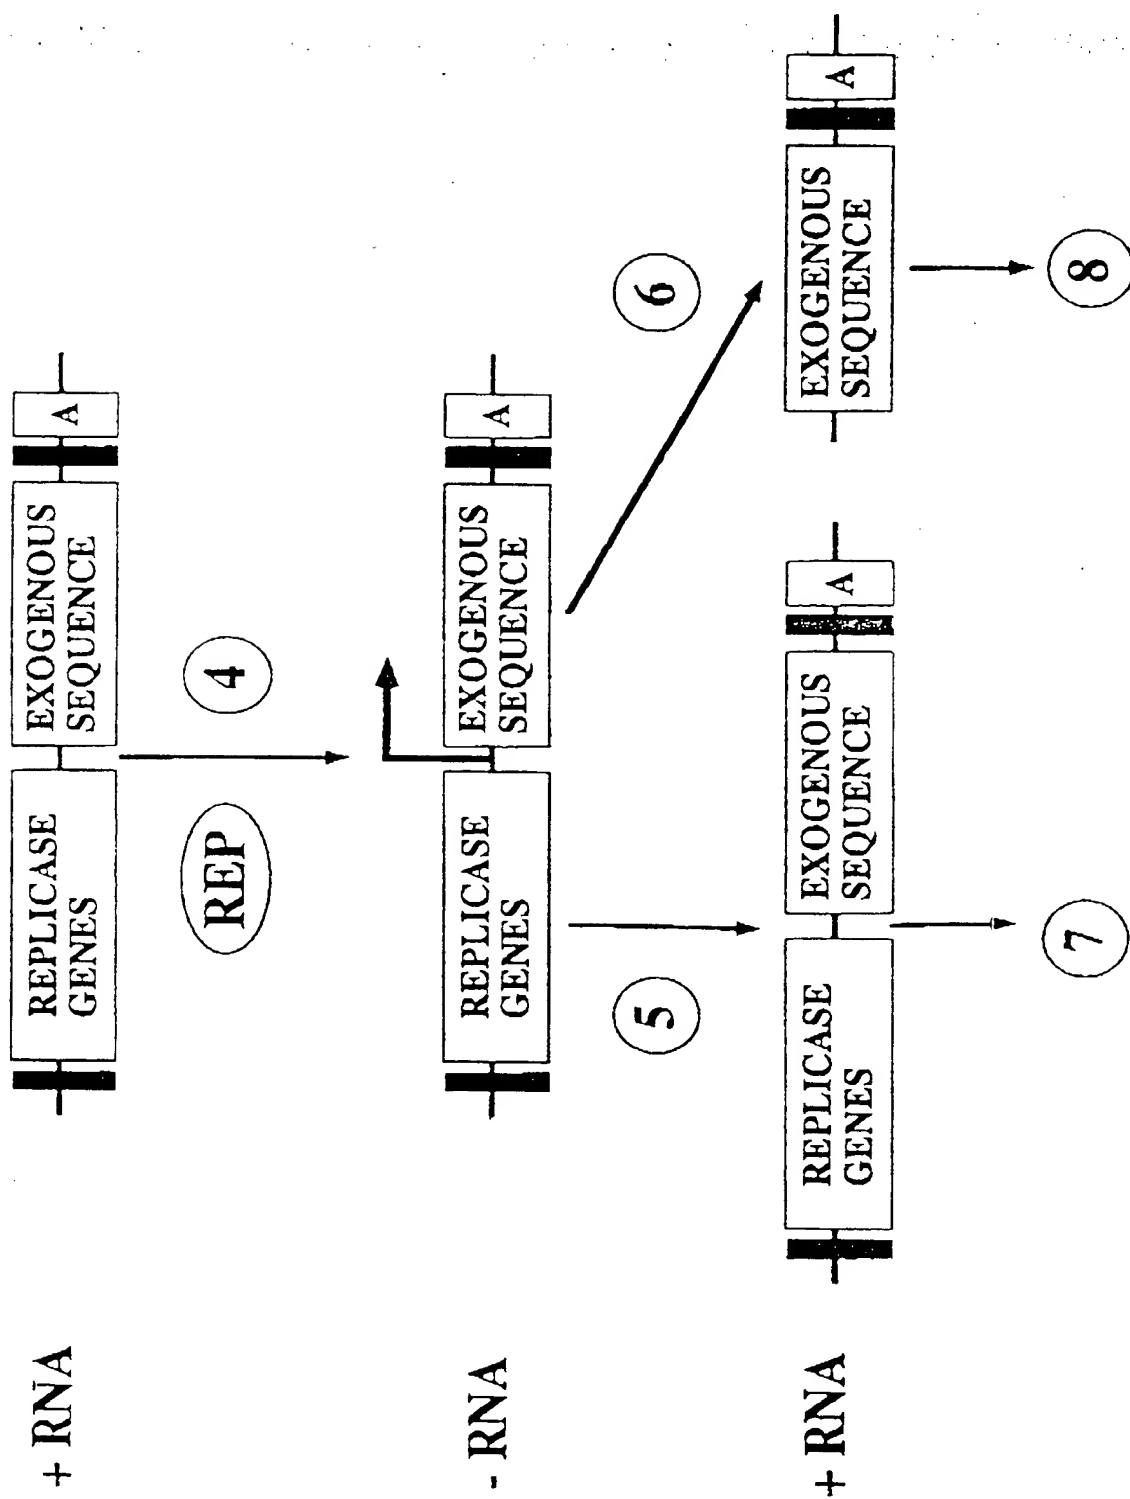 + RNA
REPLICASE
GENES
EXOGENOUS
SEQUENCE
A
REP
4
- RNA
REPLICASE
GENES
EXOGENOUS
SEQUENCE
A
5
6
+ RNA
REPLICASE
GENES
EXOGENOUS
SEQUENCE
A
EXOGENOUS
SEQUENCE
A
7
8